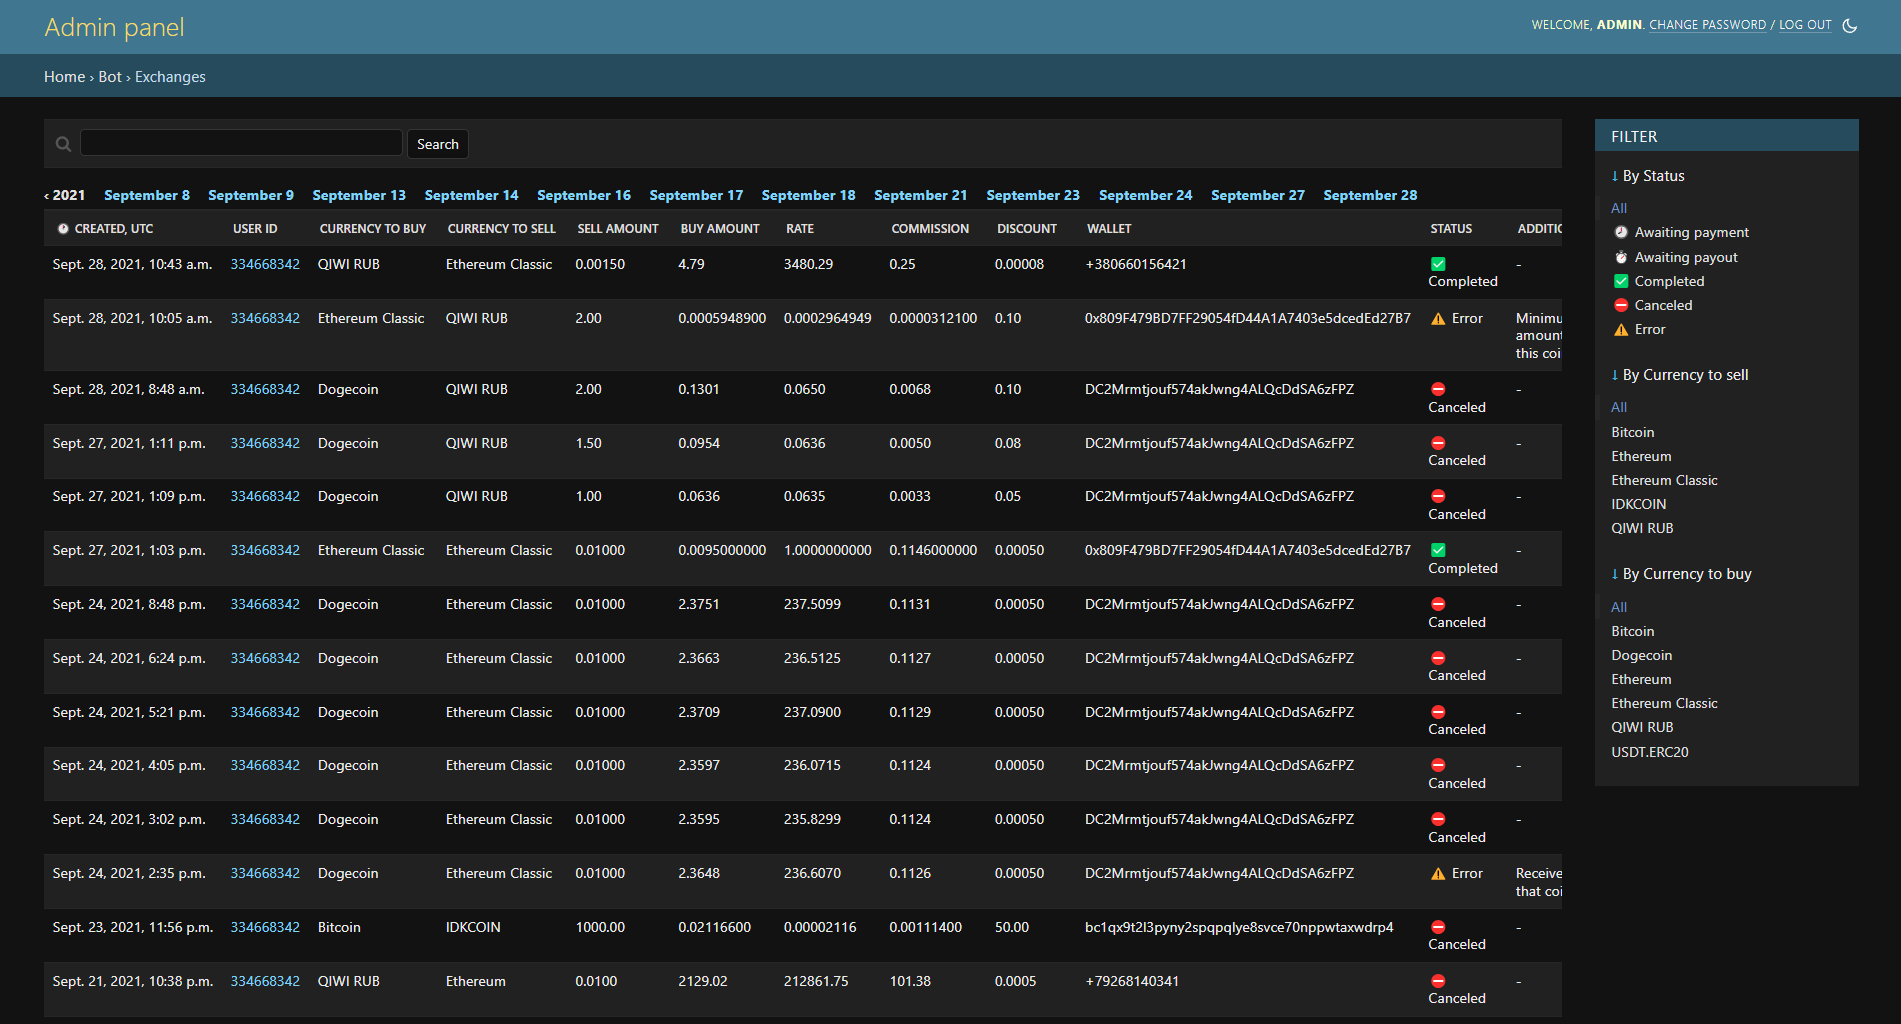 Admin panel
WELCOME, ADMIN. CHANGE PASSWORD / LOG OUT
Home › Bot › Exchanges
Search
‹ 2021 September 8 September 9 September 13 September 14 September 16 September 17 September 18 September 21 September 23 September 24 September 27 September 28
CREATED, UTC USER ID CURRENCY TO BUY CURRENCY TO SELL SELL AMOUNT BUY AMOUNT RATE COMMISSION DISCOUNT WALLET STATUS ADDITIC
Sept. 28, 2021, 10:43 a.m. 334668342 QIWI RUB Ethereum Classic 0.00150 4.79 3480.29 0.25 0.00008 +380660156421 Completed -
Sept. 28, 2021, 10:05 a.m. 334668342 Ethereum Classic QIWI RUB 2.00 0.0005948900 0.0002964949 0.0000312100 0.10 0x809F479BD7FF29054fD44A1A7403e5dcedEd27B7 Error Minimu
amount
this coi
Sept. 28, 2021, 8:48 a.m. 334668342 Dogecoin QIWI RUB 2.00 0.1301 0.0650 0.0068 0.10 DC2Mrmtjouf574akJwng4ALQcDdSA6zFPZ Canceled -
Sept. 27, 2021, 1:11 p.m. 334668342 Dogecoin QIWI RUB 1.50 0.0954 0.0636 0.0050 0.08 DC2Mrmtjouf574akJwng4ALQcDdSA6zFPZ Canceled -
Sept. 27, 2021, 1:09 p.m. 334668342 Dogecoin QIWI RUB 1.00 0.0636 0.0635 0.0033 0.05 DC2Mrmtjouf574akJwng4ALQcDdSA6zFPZ Canceled -
Sept. 27, 2021, 1:03 p.m. 334668342 Ethereum Classic Ethereum Classic 0.01000 0.0095000000 1.0000000000 0.1146000000 0.00050 0x809F479BD7FF29054fD44A1A7403e5dcedEd27B7 Completed -
Sept. 24, 2021, 8:48 p.m. 334668342 Dogecoin Ethereum Classic 0.01000 2.3751 237.5099 0.1131 0.00050 DC2Mrmtjouf574akJwng4ALQcDdSA6zFPZ Canceled -
Sept. 24, 2021, 6:24 p.m. 334668342 Dogecoin Ethereum Classic 0.01000 2.3663 236.5125 0.1127 0.00050 DC2Mrmtjouf574akJwng4ALQcDdSA6zFPZ Canceled -
Sept. 24, 2021, 5:21 p.m. 334668342 Dogecoin Ethereum Classic 0.01000 2.3709 237.0900 0.1129 0.00050 DC2Mrmtjouf574akJwng4ALQcDdSA6zFPZ Canceled -
Sept. 24, 2021, 4:05 p.m. 334668342 Dogecoin Ethereum Classic 0.01000 2.3597 236.0715 0.1124 0.00050 DC2Mrmtjouf574akJwng4ALQcDdSA6zFPZ Canceled -
Sept. 24, 2021, 3:02 p.m. 334668342 Dogecoin Ethereum Classic 0.01000 2.3595 235.8299 0.1124 0.00050 DC2Mrmtjouf574akJwng4ALQcDdSA6zFPZ Canceled -
Sept. 24, 2021, 2:35 p.m. 334668342 Dogecoin Ethereum Classic 0.01000 2.3648 236.6070 0.1126 0.00050 DC2Mrmtjouf574akJwng4ALQcDdSA6zFPZ Error Receive
that coi
Sept. 23, 2021, 11:56 p.m. 334668342 Bitcoin IDKCOIN 1000.00 0.02116600 0.00002116 0.00111400 50.00 bc1qx9t2l3pyny2spqpqlye8svce70nppwtaxwdrp4 Canceled -
Sept. 21, 2021, 10:38 p.m. 334668342 QIWI RUB Ethereum 0.0100 2129.02 212861.75 101.38 0.0005 +79268140341 Canceled -
FILTER
↓ By Status
All
Awaiting payment
Awaiting payout
Completed
Canceled
Error
↓ By Currency to sell
All
Bitcoin
Ethereum
Ethereum Classic
IDKCOIN
QIWI RUB
↓ By Currency to buy
All
Bitcoin
Dogecoin
Ethereum
Ethereum Classic
QIWI RUB
USDT.ERC20